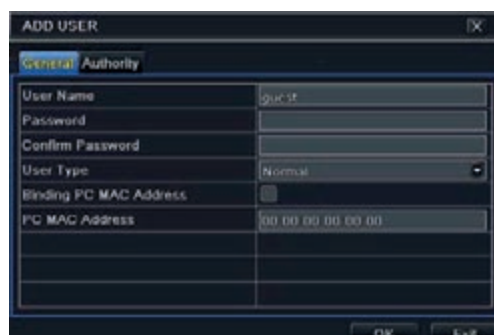 ADD USER X
General Authority
User Name guest
Password
Confirm Password
User Type Normal
Binding PC MAC Address
PC MAC Address 00:00:00:00:00:00
OK Exit